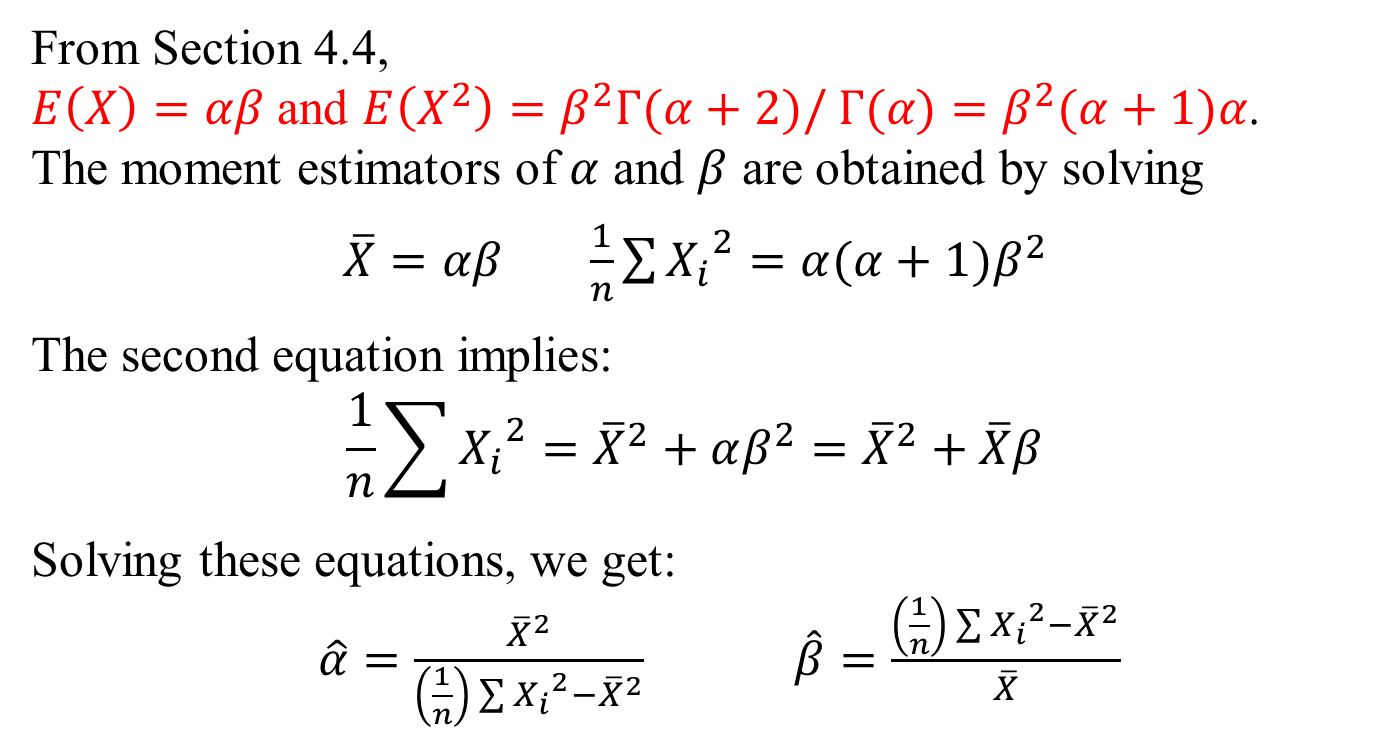 From Section 4.4,
E(X) = αβ and E(X²) = β²Γ(α + 2)/ Γ(α) = β²(α + 1)α.
The moment estimators of α and β are obtained by solving
X̄ = αβ  1/n ∑ Xᵢ² = α(α + 1)β²
The second equation implies:
1/n ∑ Xᵢ² = X̄² + αβ² = X̄² + X̄β
Solving these equations, we get:
α̂ = X̄² / ((1/n) ∑ Xᵢ² − X̄²)  β̂ = ((1/n) ∑ Xᵢ² − X̄²) / X̄